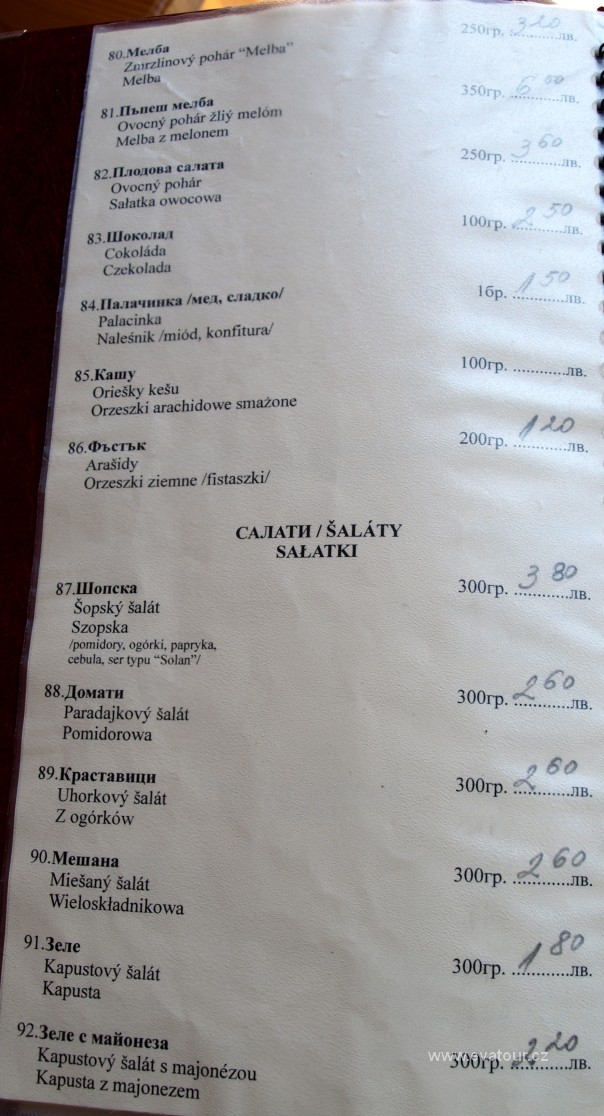 80.Мелба 250гр. 3 20 ...........лв.
Zmrzlinový pohár “Melba”
Melba
81.Пъпеш мелба 350гр. 6 50 ...........лв.
Ovocný pohár žliý melóm
Melba z melonem
82.Плодова салата 250гр. 3 60 ...........лв.
Ovocný pohár
Sałatka owocowa
83.Шоколад 100гр. 2 50 ...........лв.
Cokoláda
Czekolada
84.Палачинка /мед, сладко/ 1бр. 1 50 ...........лв.
Palacinka
Naleśnik /miód, konfitura/
85.Кашу 100гр. ...........лв.
Oriešky kešu
Orzeszki arachidowe smażone
86.Фъстък 200гр. 1 20 ...........лв.
Arašidy
Orzeszki ziemne /fistaszki/
САЛАТИ / ŠALÁTY
SAŁATKI
87.Шопска 300гр. 3 80 ...........лв.
Šopský šalát
Szopska
/pomidory, ogórki, papryka,
cebula, ser typu “Solan”/
88.Домати 300гр. 2 60 ...........лв.
Paradajkový šalát
Pomidorowa
89.Краставици 300гр. 2 60 ...........лв.
Uhorkový šalát
Z ogórków
90.Мешана 300гр. 2 60 ...........лв.
Miešaný šalát
Wieloskładnikowa
91.Зеле 300гр. 1 80 ...........лв.
Kapustový šalát
Kapusta
92.Зеле с майонеза 300гр. 2 20 ...........лв.
Kapustový šalát s majonézou
Kapusta z majonezem
www.evatour.cz